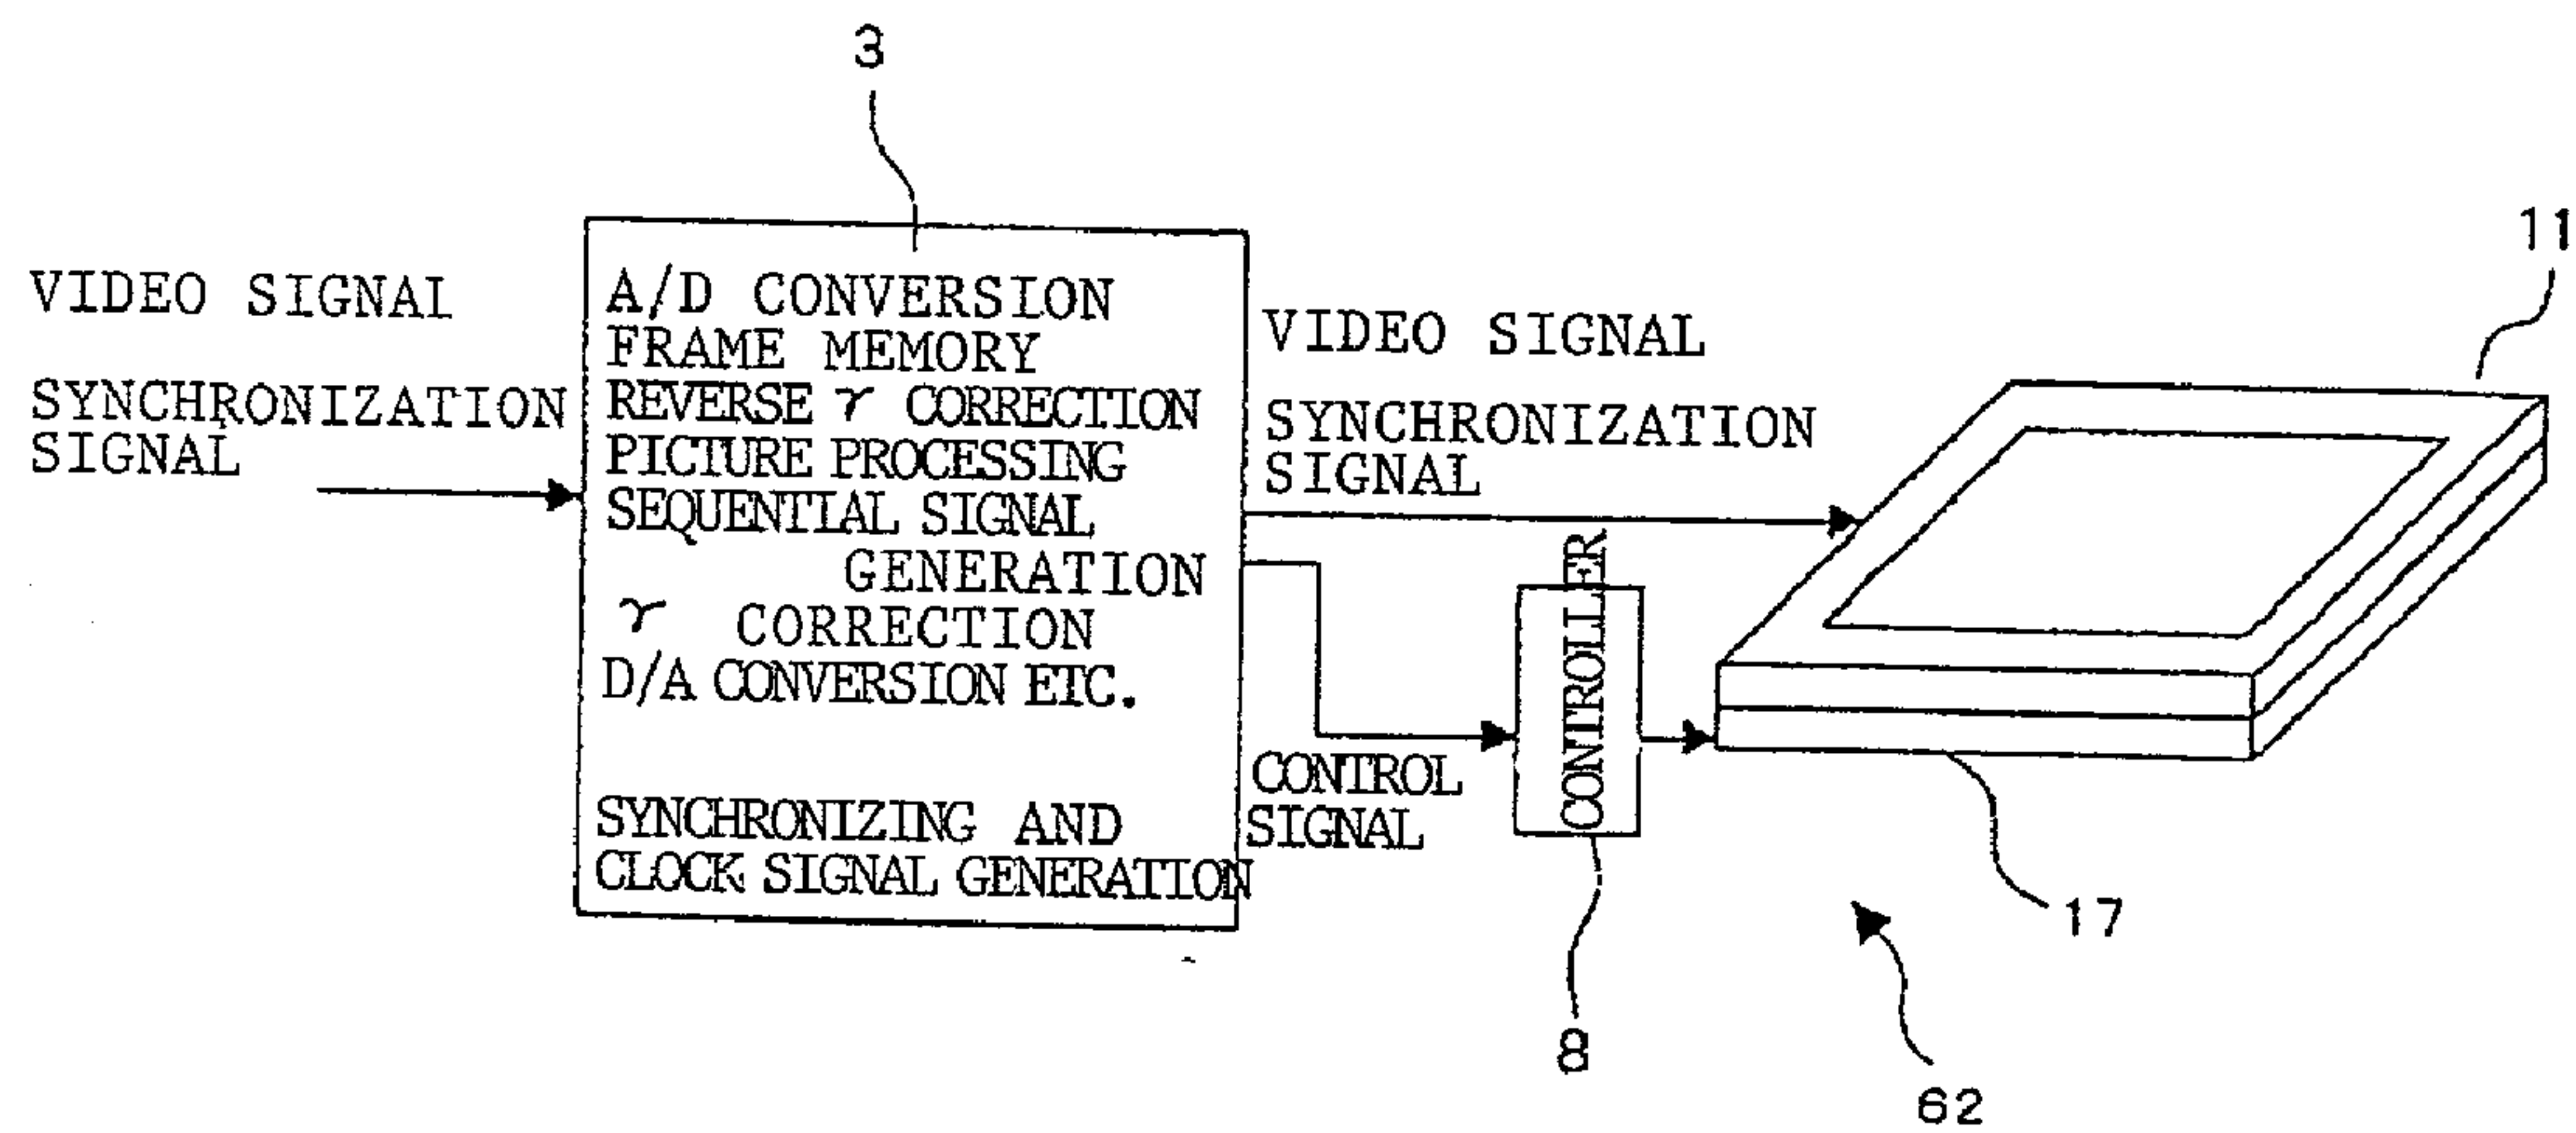 3
11
VIDEO SIGNAL
SYNCHRONIZATION
SIGNAL
A/D CONVERSION
FRAME MEMORY
REVERSE γ CORRECTION
PICTURE PROCESSING
SEQUENTIAL SIGNAL
GENERATION
γ CORRECTION
D/A CONVERSION ETC.
SYNCHRONIZING AND
CLOCK SIGNAL GENERATION
VIDEO SIGNAL
SYNCHRONIZATION
SIGNAL
CONTROL
SIGNAL
CONTROLLER
8
17
62